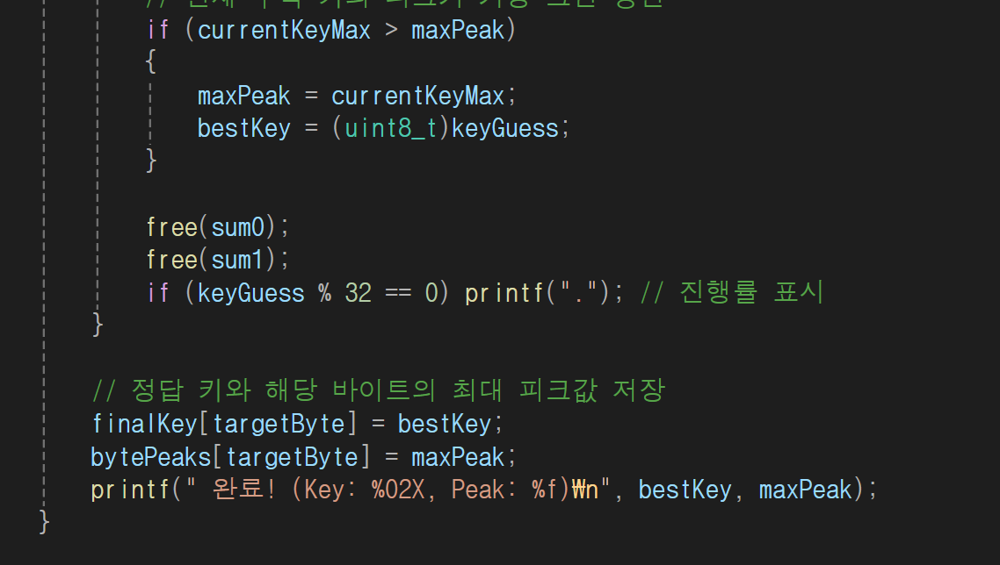 if (currentKeyMax > maxPeak)
{
maxPeak = currentKeyMax;
bestKey = (uint8_t)keyGuess;
}
free(sum0);
free(sum1);
if (keyGuess % 32 == 0) printf("."); // 진행률 표시
}
// 정답 키와 해당 바이트의 최대 피크값 저장
finalKey[targetByte] = bestKey;
bytePeaks[targetByte] = maxPeak;
printf(" 완료! (Key: %02X, Peak: %f)₩n", bestKey, maxPeak);
}